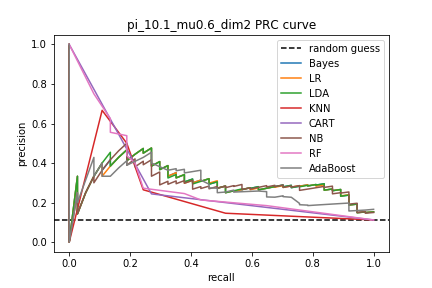 pi_10.1_mu0.6_dim2 PRC curve
1.0
0.8
0.6
0.4
0.2
0.0
precision
random guess
Bayes
LR
LDA
KNN
CART
NB
RF
AdaBoost
0.0 0.2 0.4 0.6 0.8 1.0
recall